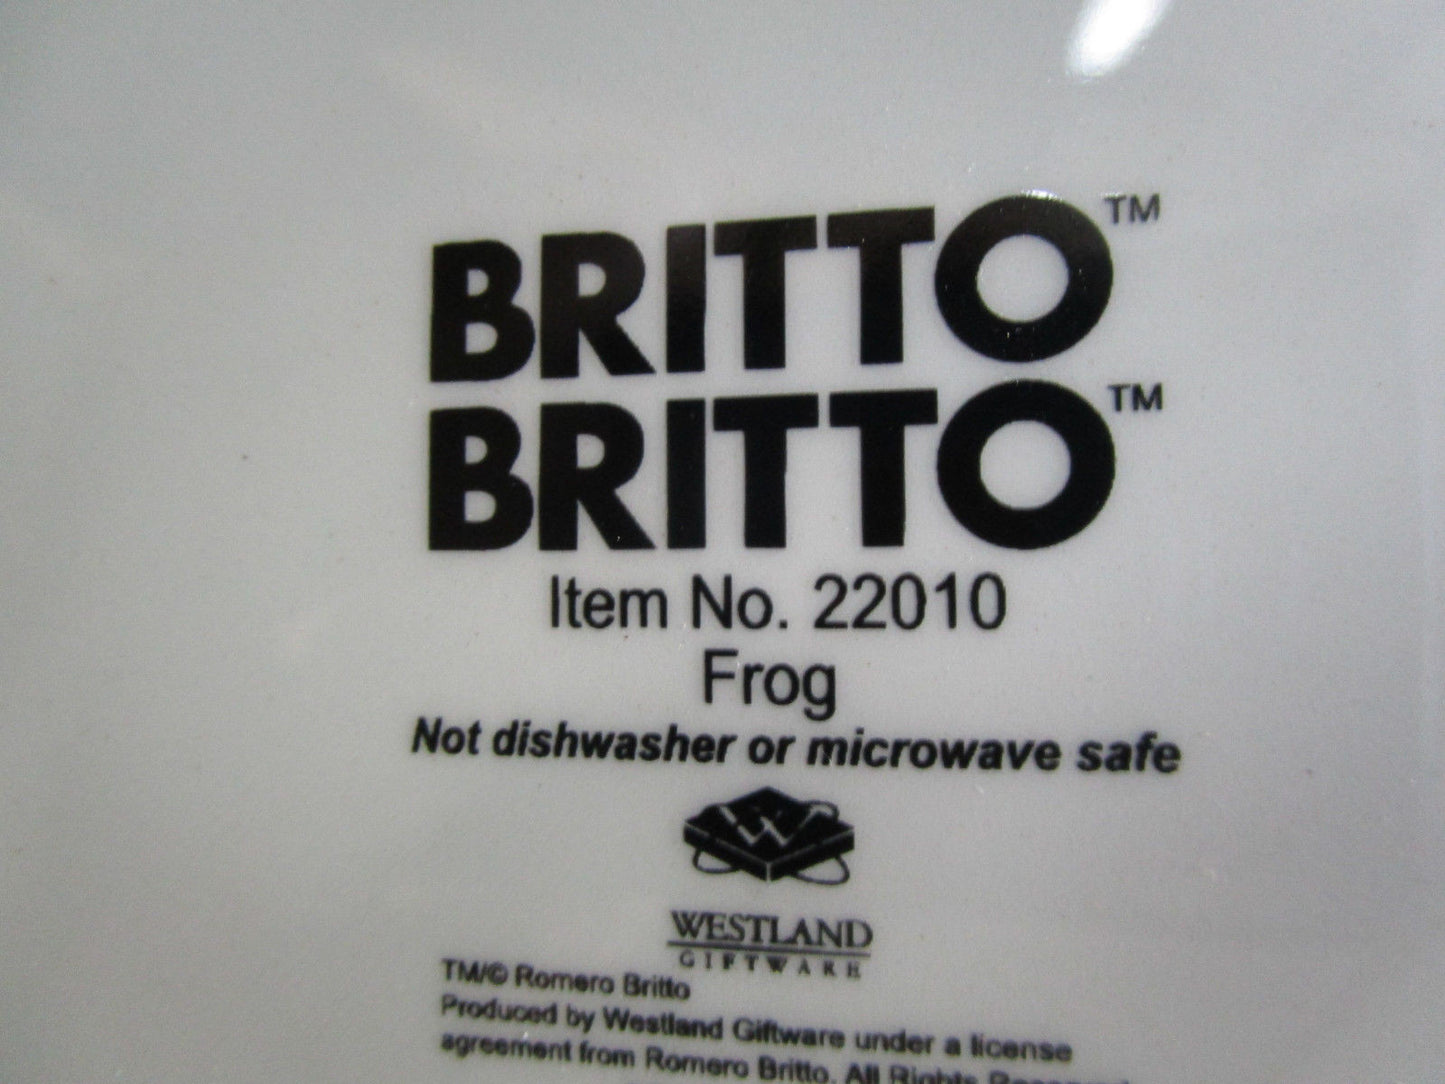 BRITTO™
BRITTO™
Item No. 22010
Frog
Not dishwasher or microwave safe
W
WESTLAND
GIFTWARE
TM/© Romero Britto
Produced by Westland Giftware under a license
agreement from Romero Britto. All Rights Reserved